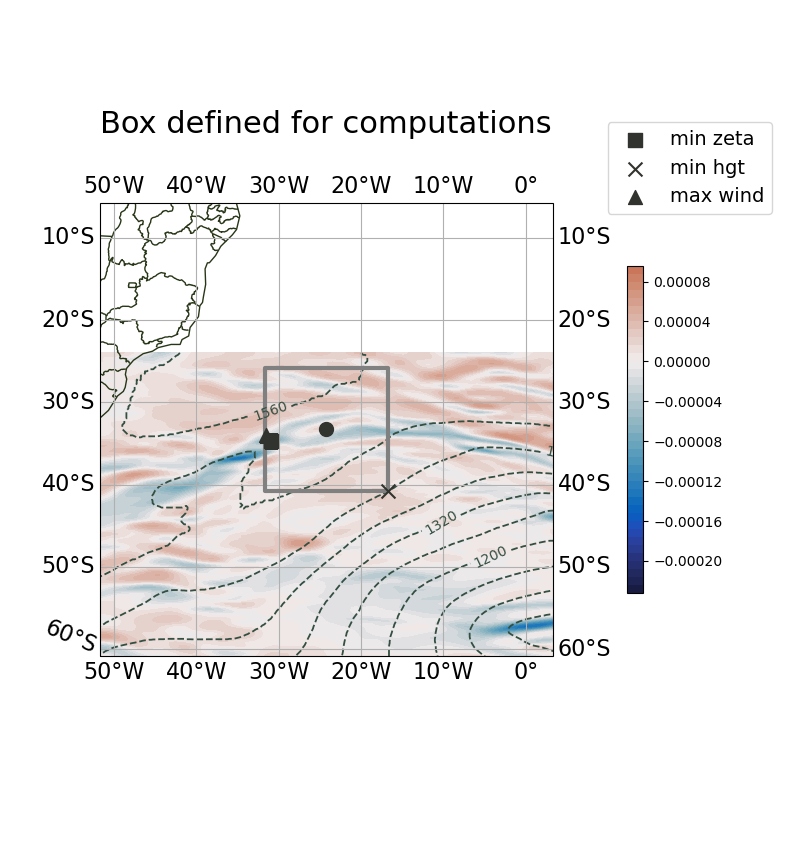 Box defined for computations
min zeta
min hgt
max wind
50°W 40°W 30°W 20°W 10°W 0°
10°S 10°S
20°S 20°S
30°S 30°S
40°S 40°S
50°S 50°S
60°S 60°S
1560
1320
1200
50°W 40°W 30°W 20°W 10°W 0°
0.00008
0.00004
0.00000
−0.00004
−0.00008
−0.00012
−0.00016
−0.00020